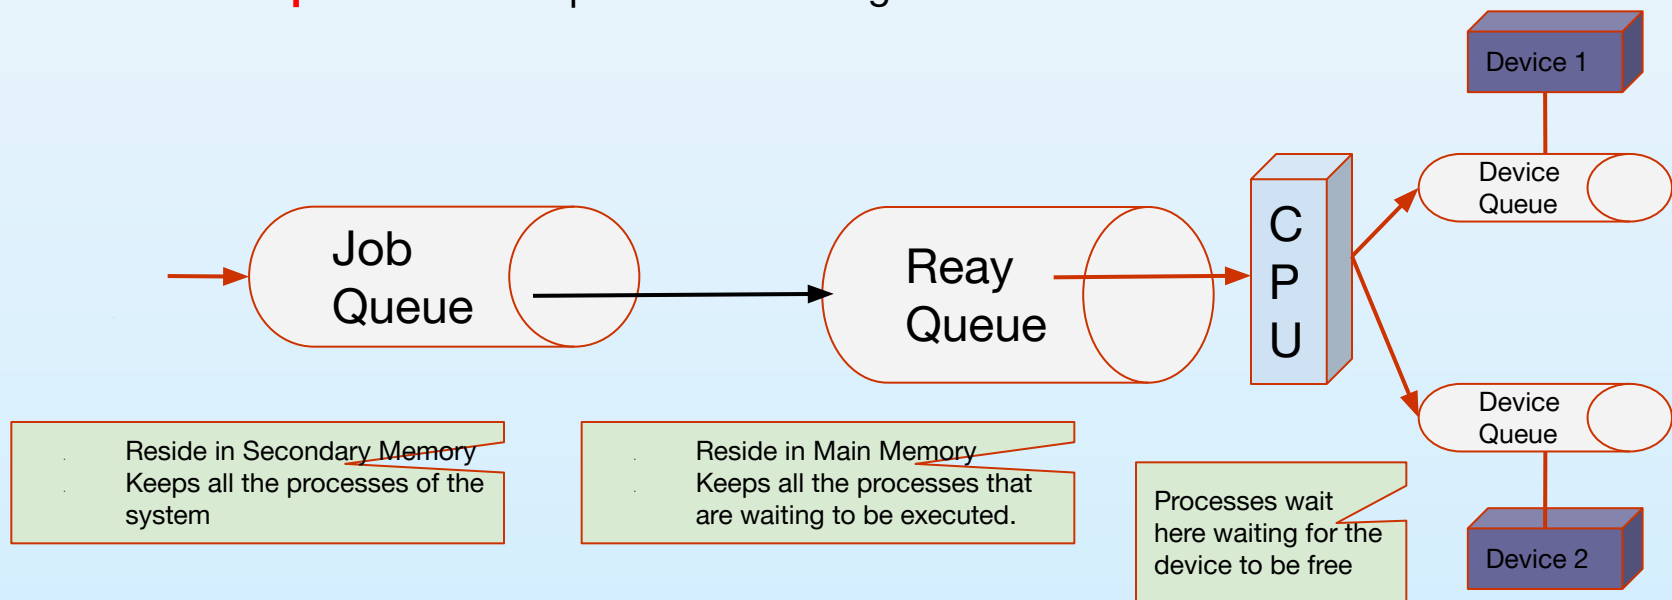 Device 1
Device
Queue
Job
Queue
Reay
Queue
C
P
U
Device
Queue
Reside in Secondary Memory
Keeps all the processes of the
system
Reside in Main Memory
Keeps all the processes that
are waiting to be executed.
Processes wait
here waiting for the
device to be free
Device 2